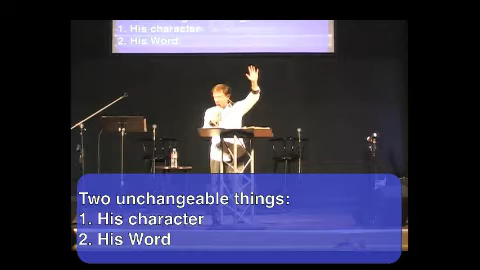 1. His character
2. His Word
Two unchangeable things:
1. His character
2. His Word